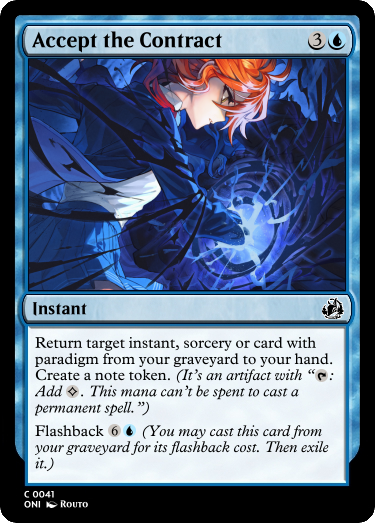 Accept the Contract 3
Instant
Return target instant, sorcery or card with
paradigm from your graveyard to your hand.
Create a note token. (It's an artifact with “:
Add . This mana can't be spent to cast a
permanent spell.”)
Flashback 6 (You may cast this card from
your graveyard for its flashback cost. Then exile
it.)
C 0041
ONI Routo